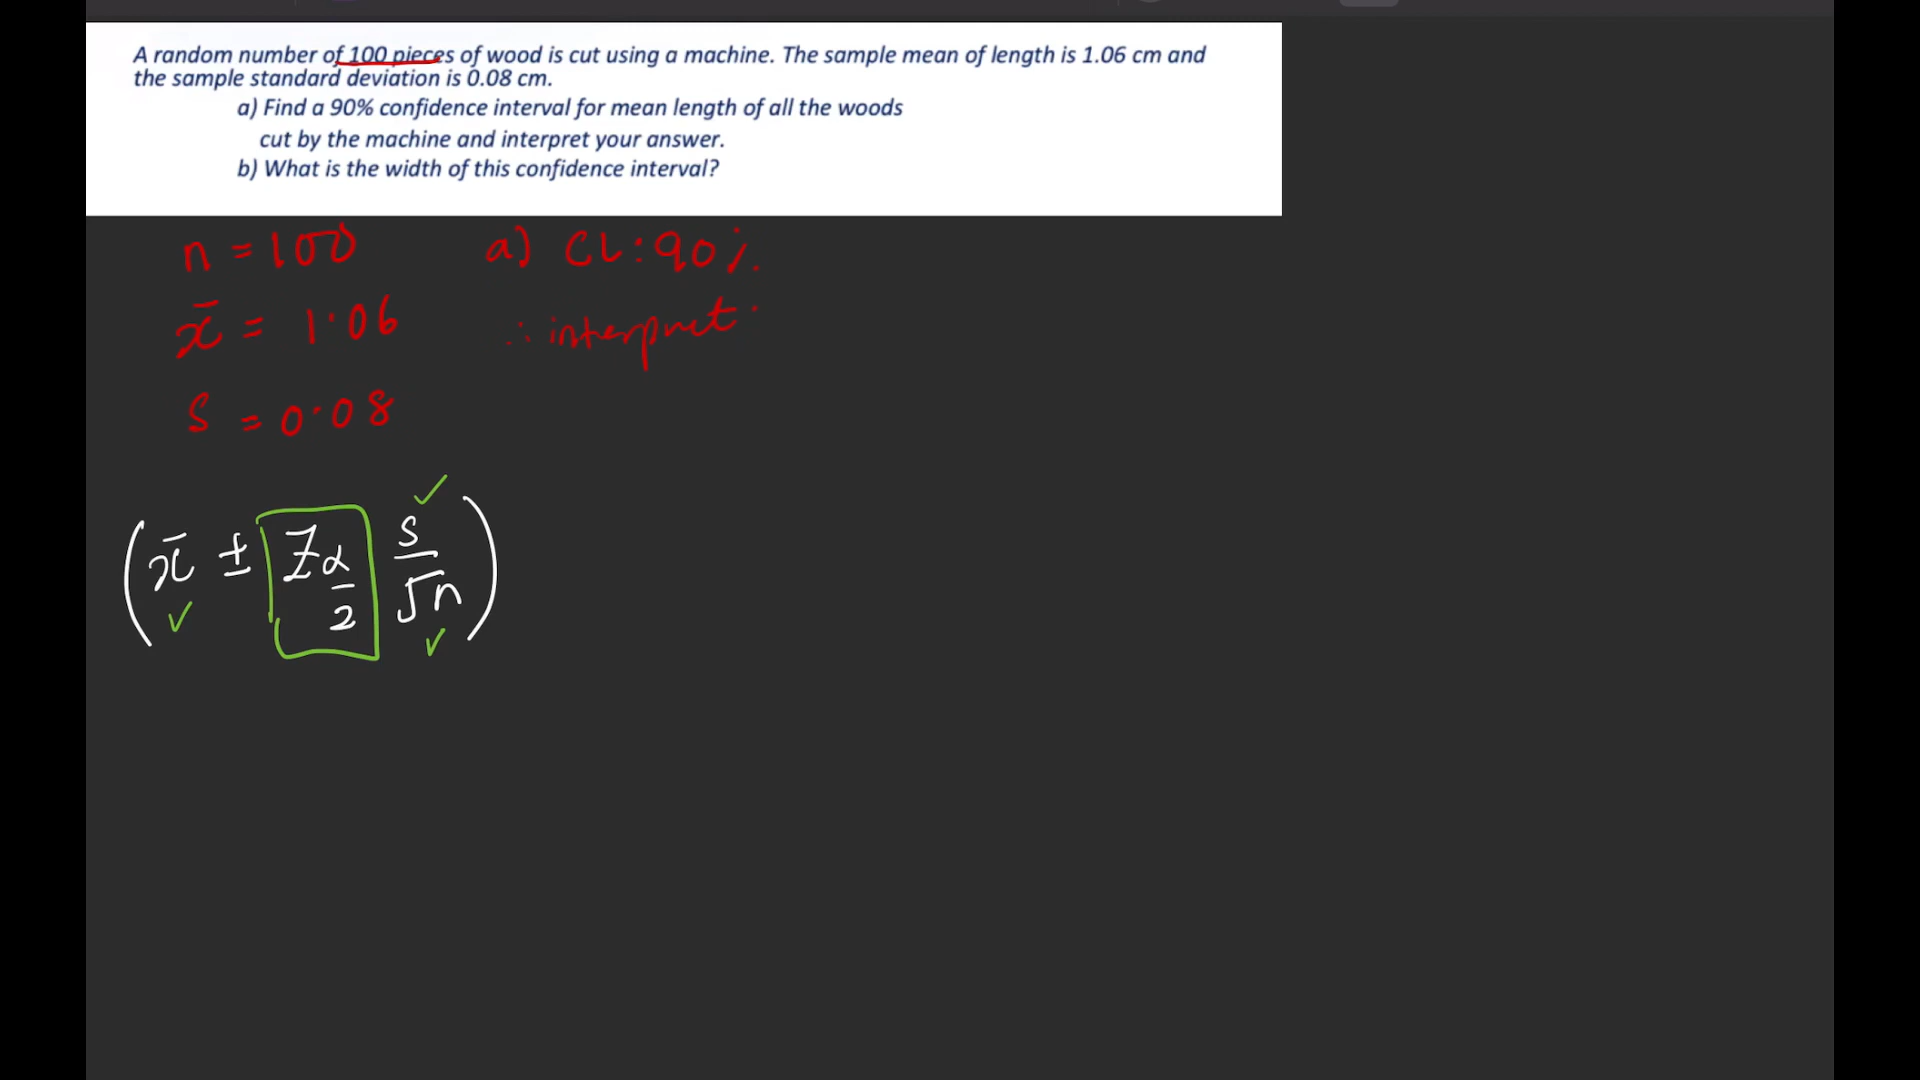 A random number of 100 pieces of wood is cut using a machine. The sample mean of length is 1.06 cm and
the sample standard deviation is 0.08 cm.
a) Find a 90% confidence interval for mean length of all the woods
cut by the machine and interpret your answer.
b) What is the width of this confidence interval?
n = 100
a) CL : 90%.
x̄ = 1.06
∴ interpret.
s = 0.08
(x̄ ± Z α/2 s/√n)